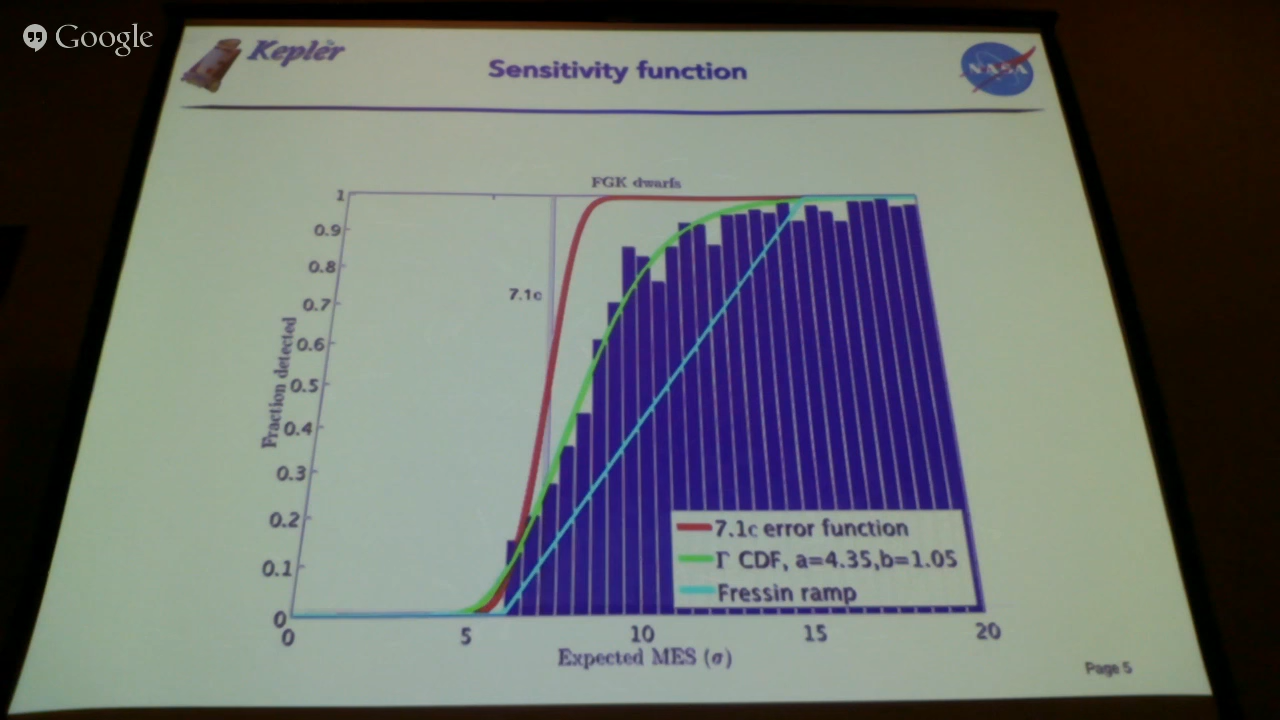 Google
Kepler
Sensitivity function
NASA
FGK dwarfs
1
0.9
0.8
0.7
0.6
0.5
0.4
0.3
0.2
0.1
0
Fraction detected
7.1σ
7.1σ error function
Γ CDF, a=4.35,b=1.05
Fressin ramp
0 5 10 15 20
Expected MES (σ)
Page 5